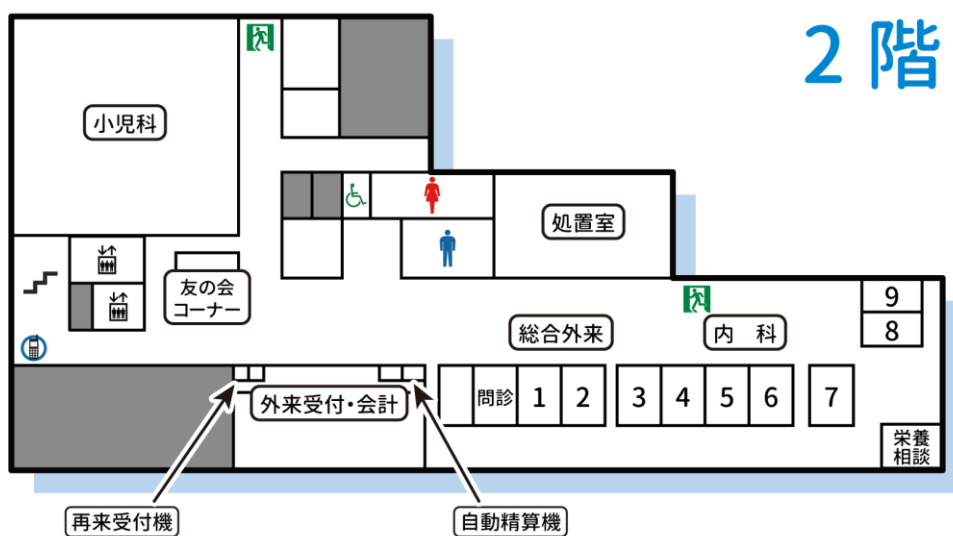 2 階
小児科
処置室
友の会
コーナー
総合外来
内 科
9
8
外来受付・会計
問診
1
2
3
4
5
6
7
栄養
相談
再来受付機
自動精算機